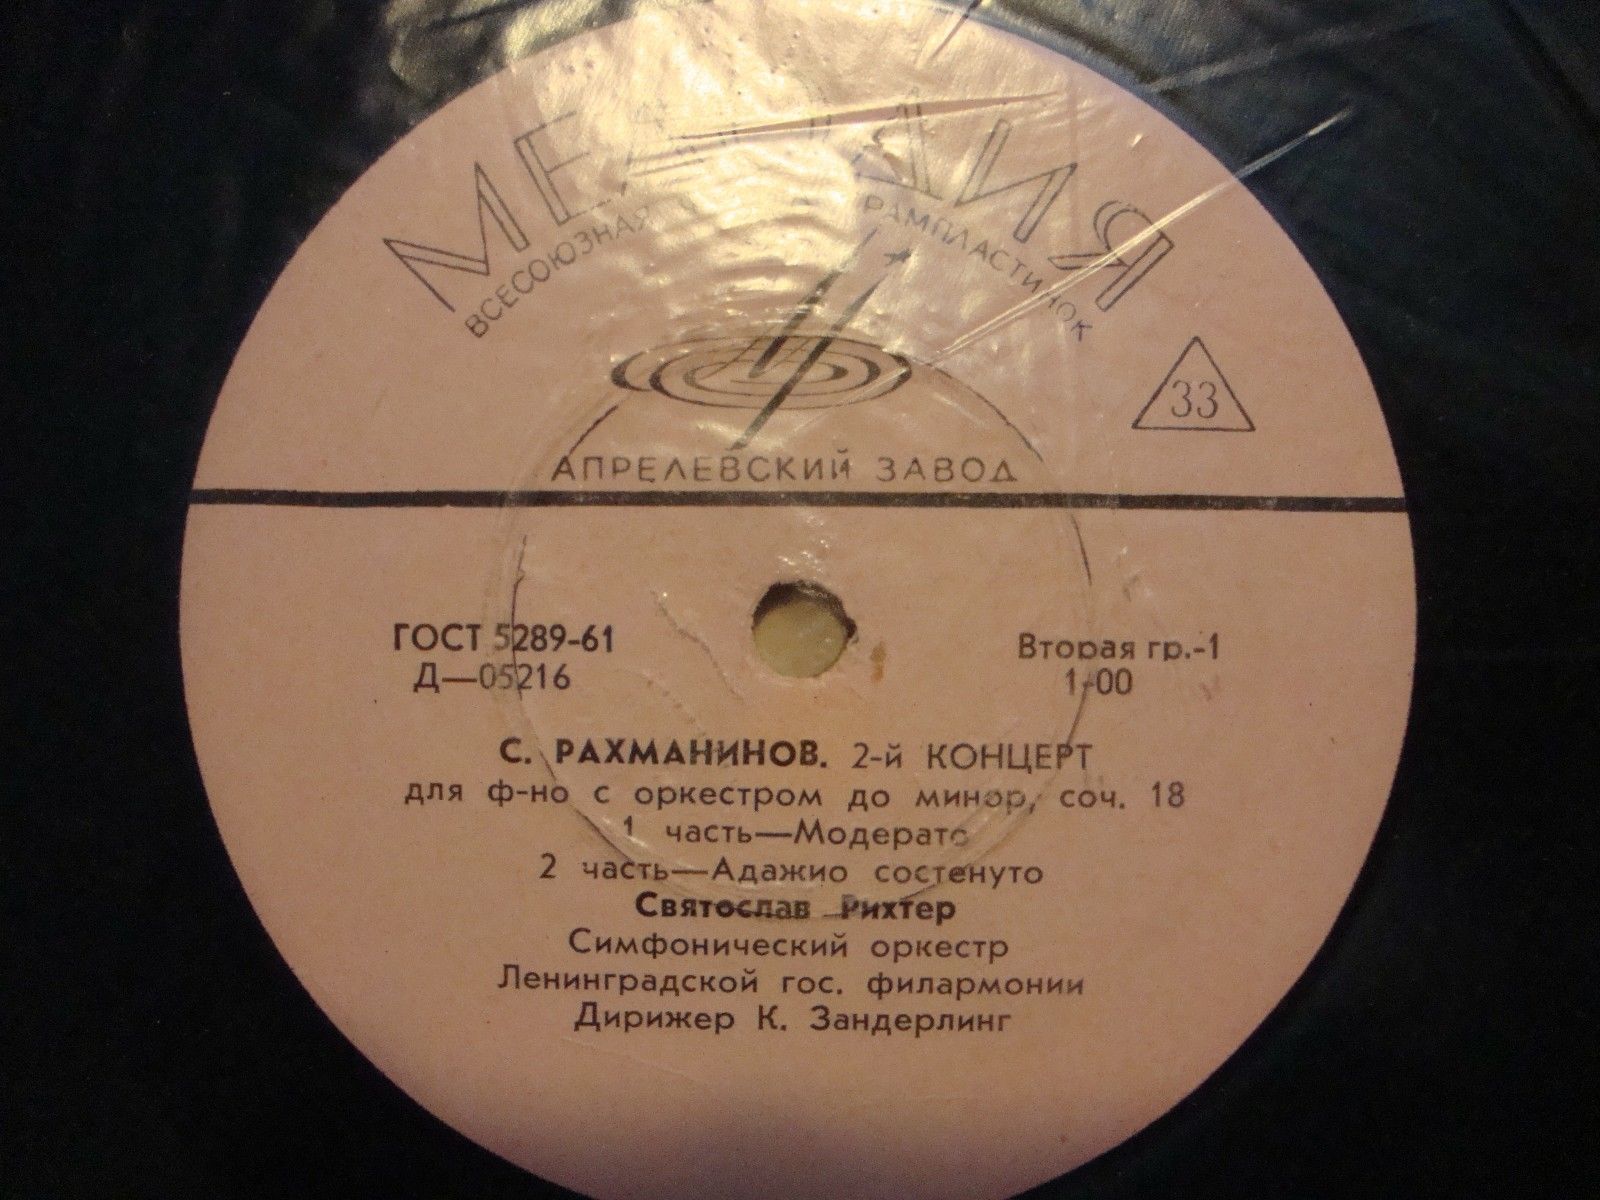 МЕЛОДИЯ
ВСЕСОЮЗНАЯ
33
АПРЕЛЕВСКИЙ ЗАВОД
ГОСТ 5289-61
Д—05216
Вторая гр.-1
1-00
С. РАХМАНИНОВ. 2-й КОНЦЕРТ
для ф-но с оркестром до минор, соч. 18
1 часть—Модерато
2 часть—Адажио состенуто
Святослав Рихтер
Симфонический оркестр
Ленинградской гос. филармонии
Дирижер К. Зандерлинг